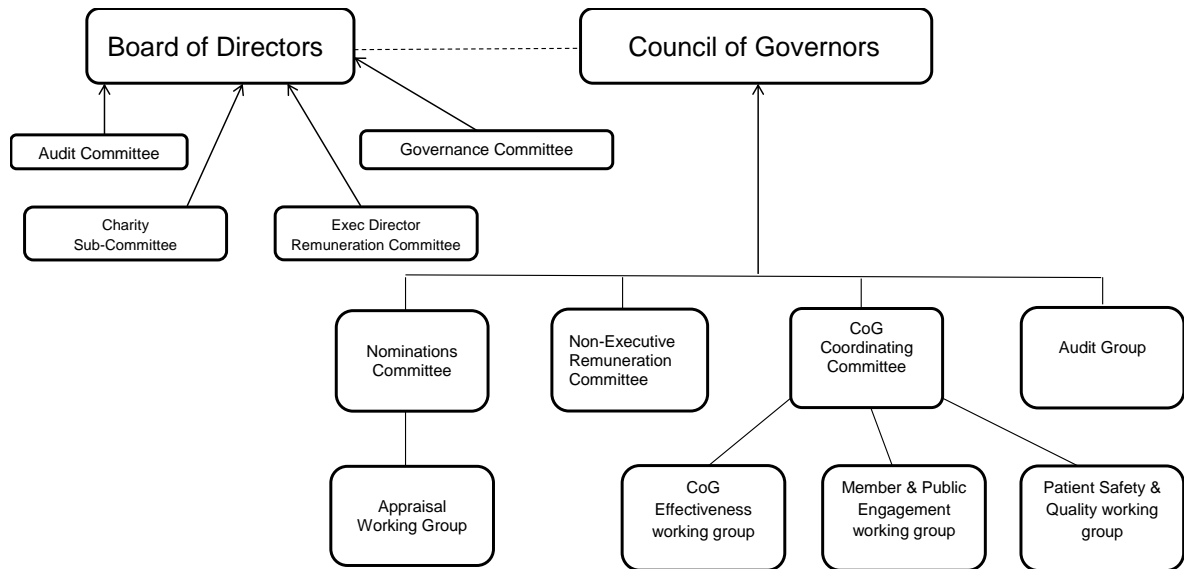 Board of Directors
Council of Governors
Audit Committee
Governance Committee
Charity
Sub-Committee
Exec Director
Remuneration Committee
Nominations
Committee
Non-Executive
Remuneration
Committee
CoG
Coordinating
Committee
Audit Group
Appraisal
Working Group
CoG
Effectiveness
working group
Member & Public
Engagement
working group
Patient Safety &
Quality working
group